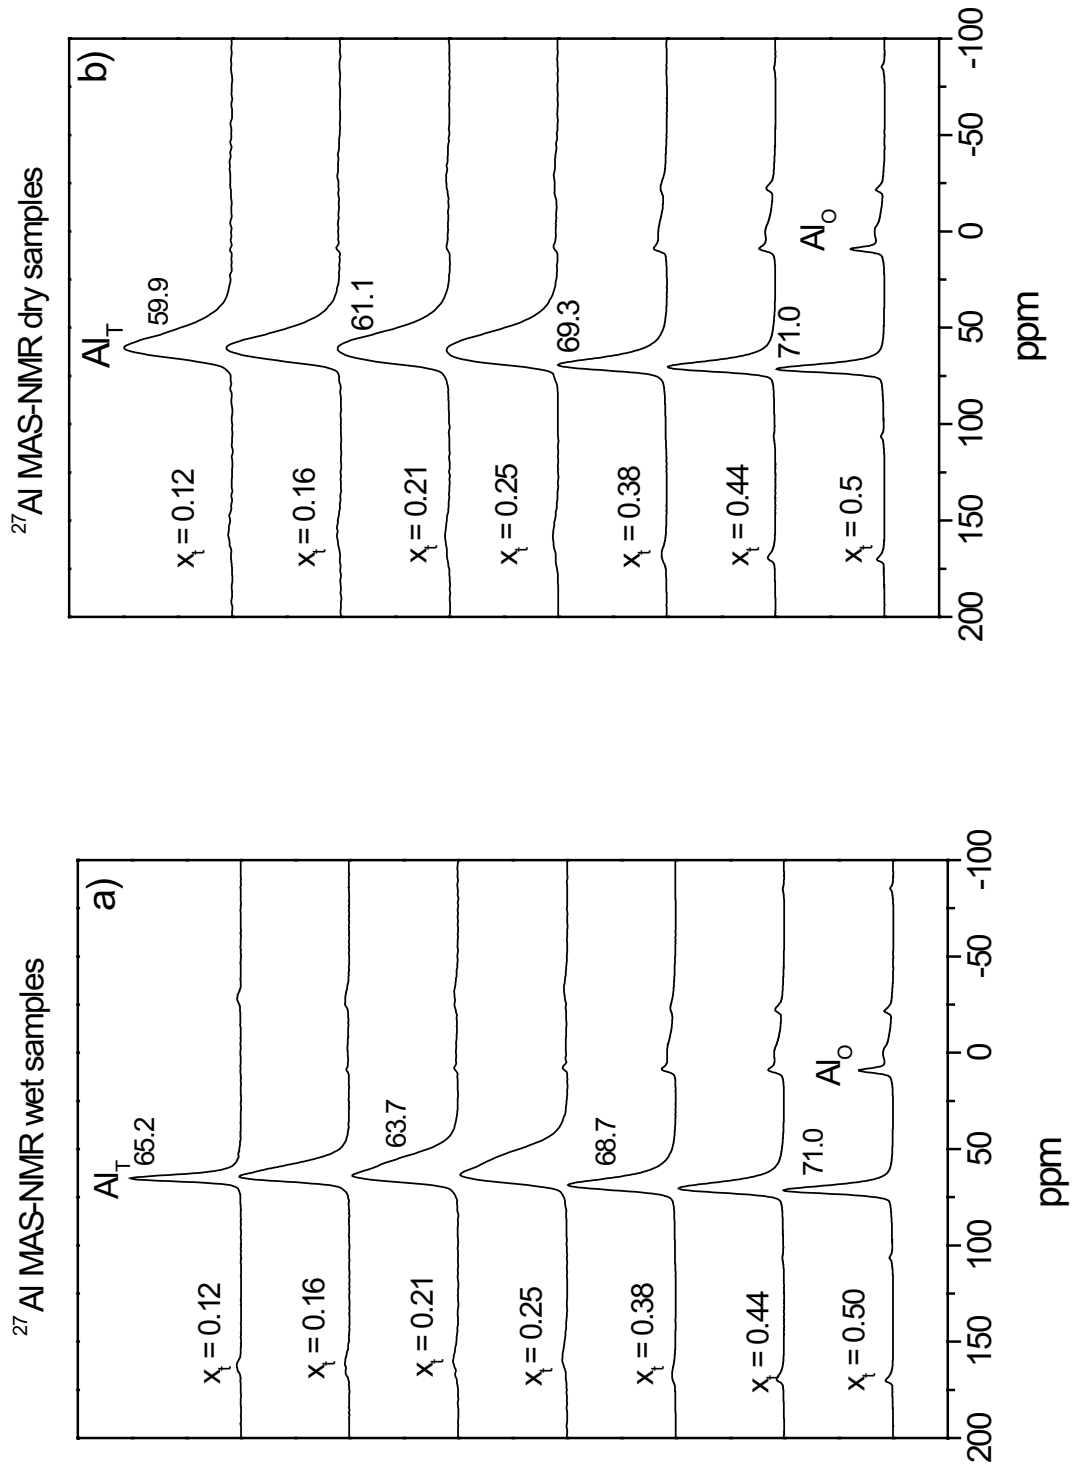 ²⁷Al MAS-NMR wet samples
a)
Al_T
65.2
x_t = 0.12
x_t = 0.16
63.7
x_t = 0.21
x_t = 0.25
68.7
x_t = 0.38
x_t = 0.44
71.0
Al_O
x_t = 0.50
200 150 100 50 0 -50 -100
ppm
²⁷Al MAS-NMR dry samples
b)
Al_T
59.9
x_t = 0.12
x_t = 0.16
61.1
x_t = 0.21
x_t = 0.25
69.3
x_t = 0.38
x_t = 0.44
71.0
Al_O
x_t = 0.5
200 150 100 50 0 -50 -100
ppm